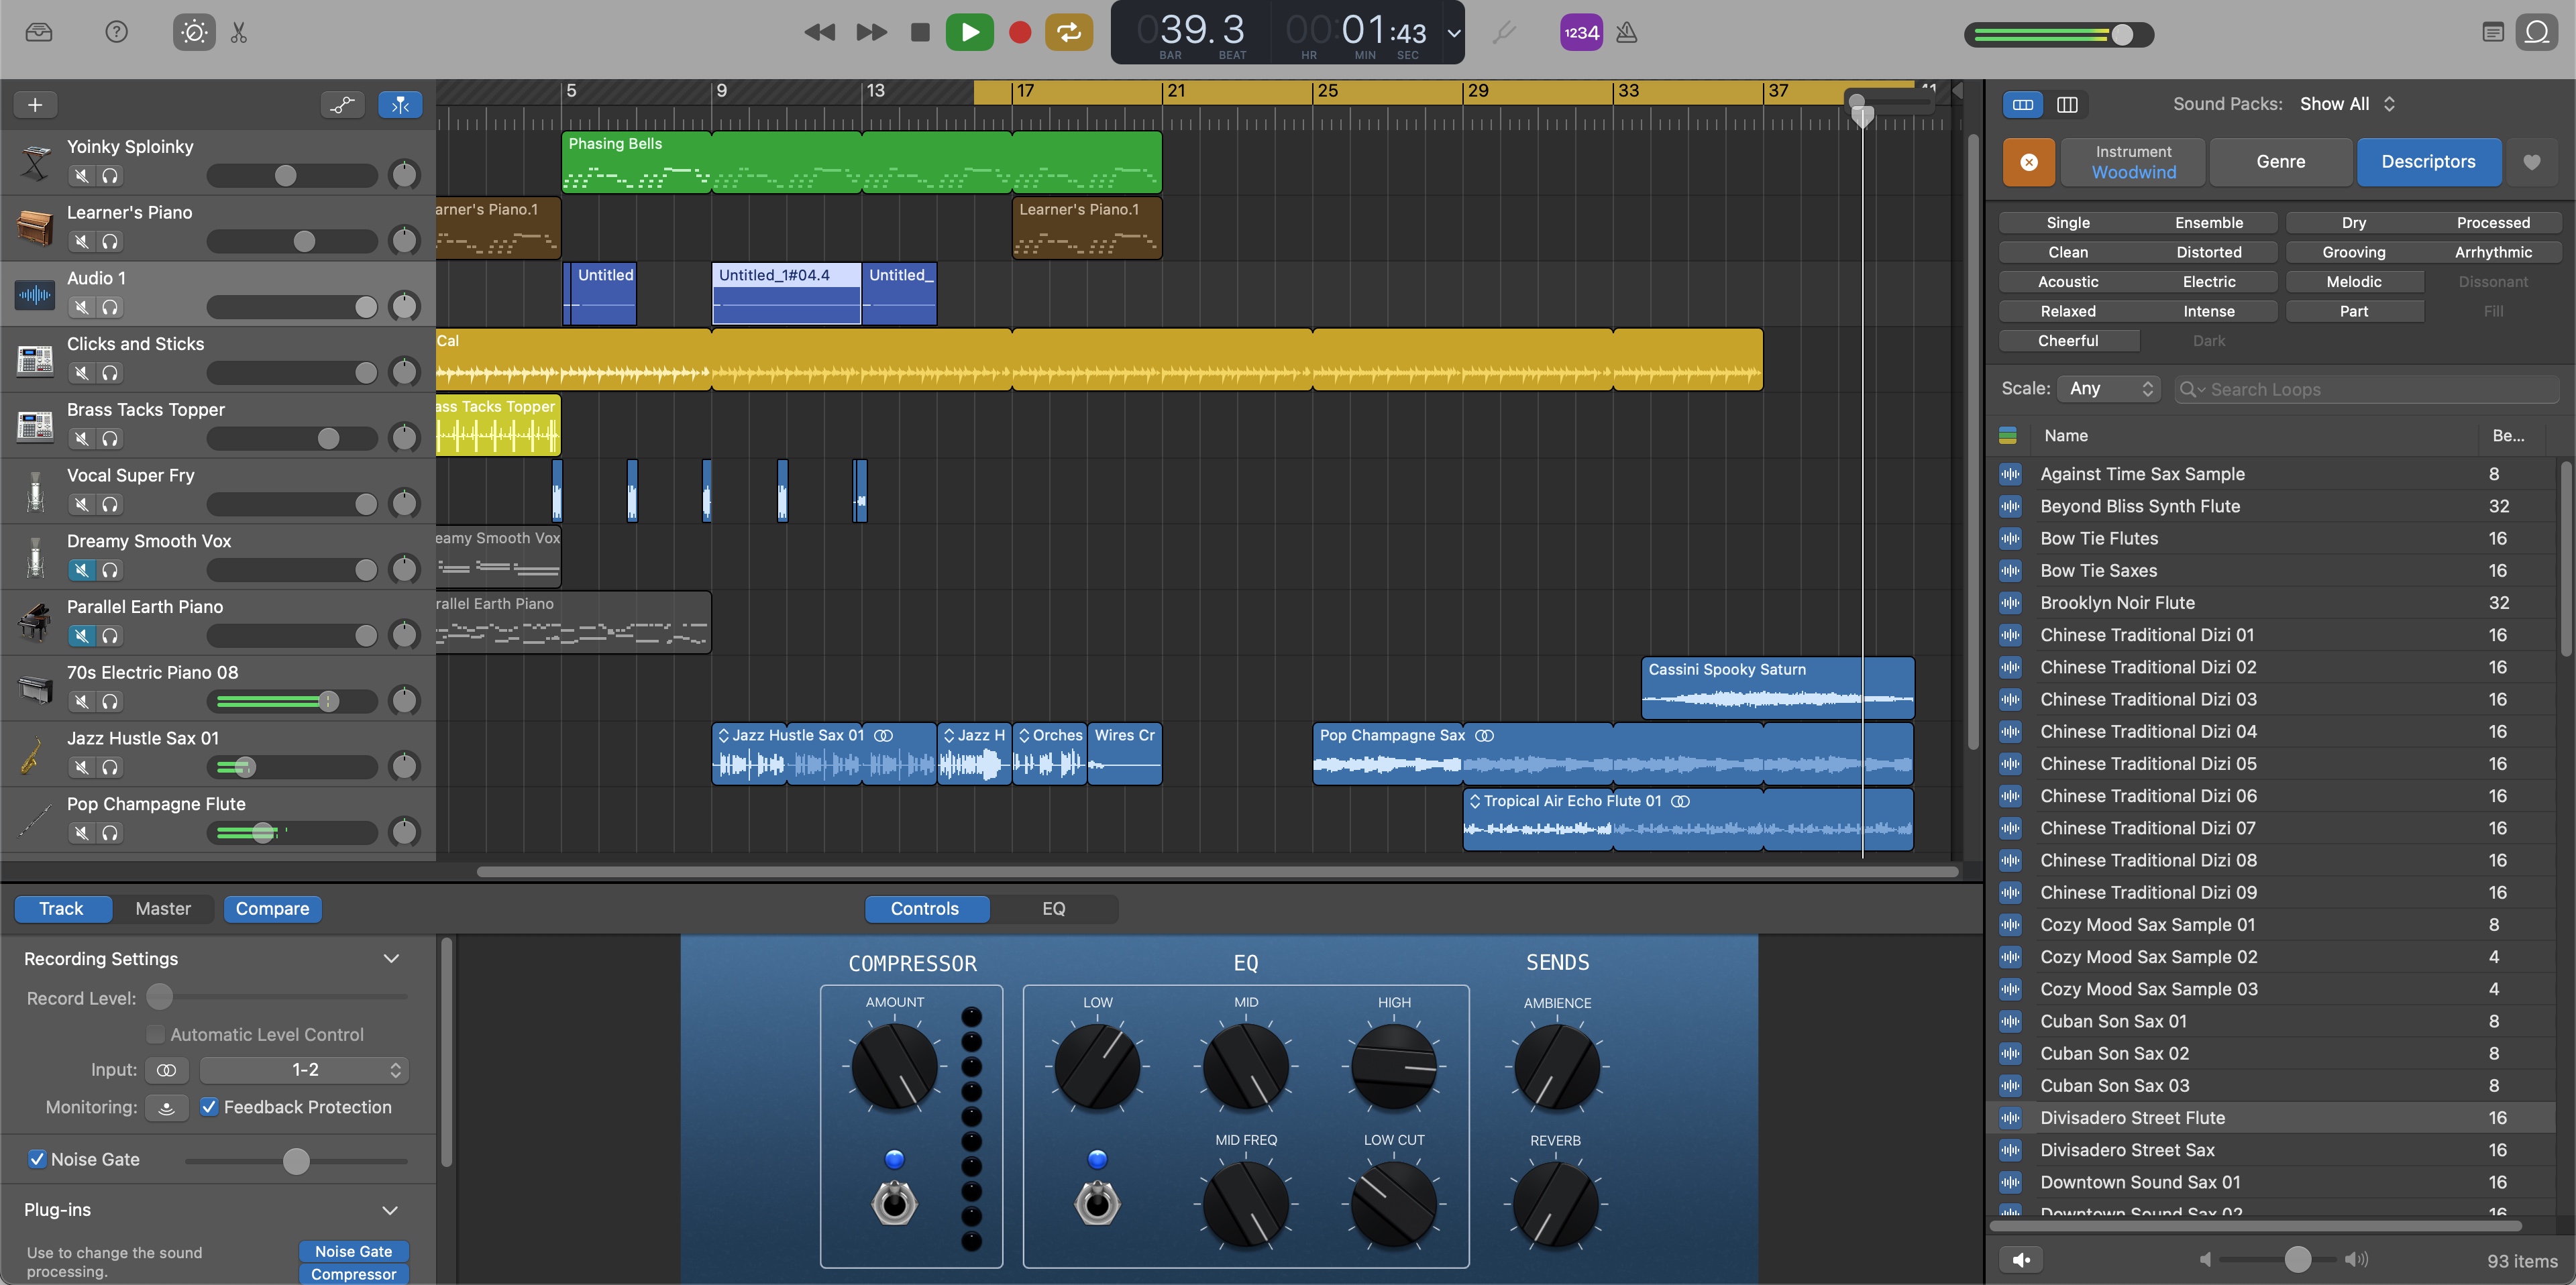 039.3
BAR BEAT
00:01:43
HR MIN SEC
1234
5 9 13 17 21 25 29 33 37 41
Sound Packs: Show All
Instrument
Woodwind
Genre
Descriptors
Single Ensemble Dry Processed
Clean Distorted Grooving Arrhythmic
Acoustic Electric Melodic Dissonant
Relaxed Intense Part Fill
Cheerful Dark
Scale: Any
Search Loops
Name Be...
Against Time Sax Sample 8
Beyond Bliss Synth Flute 32
Bow Tie Flutes 16
Bow Tie Saxes 16
Brooklyn Noir Flute 32
Chinese Traditional Dizi 01 16
Chinese Traditional Dizi 02 16
Chinese Traditional Dizi 03 16
Chinese Traditional Dizi 04 16
Chinese Traditional Dizi 05 16
Chinese Traditional Dizi 06 16
Chinese Traditional Dizi 07 16
Chinese Traditional Dizi 08 16
Chinese Traditional Dizi 09 16
Cozy Mood Sax Sample 01 8
Cozy Mood Sax Sample 02 4
Cozy Mood Sax Sample 03 4
Cuban Son Sax 01 8
Cuban Son Sax 02 8
Cuban Son Sax 03 8
Divisadero Street Flute 16
Divisadero Street Sax 16
Downtown Sound Sax 01 16
Downtown Sound Sax 02 16
93 items
Yoinky Sploinky
Phasing Bells
Learner's Piano
arner's Piano.1
Learner's Piano.1
Audio 1
Untitled
Untitled_1#04.4
Untitled_
Clicks and Sticks
Cal
Brass Tacks Topper
ass Tacks Topper
Vocal Super Fry
Dreamy Smooth Vox
eamy Smooth Vox
Parallel Earth Piano
rallel Earth Piano
70s Electric Piano 08
Cassini Spooky Saturn
Jazz Hustle Sax 01
Jazz Hustle Sax 01
Jazz H
Orches
Wires Cr
Pop Champagne Sax
Pop Champagne Flute
Tropical Air Echo Flute 01
Track Master Compare
Controls EQ
Recording Settings
Record Level:
Automatic Level Control
Input: 1-2
Monitoring: Feedback Protection
Noise Gate
Plug-ins
Use to change the sound
processing.
Noise Gate
Compressor
COMPRESSOR EQ SENDS
AMOUNT LOW MID HIGH AMBIENCE
MID FREQ LOW CUT REVERB